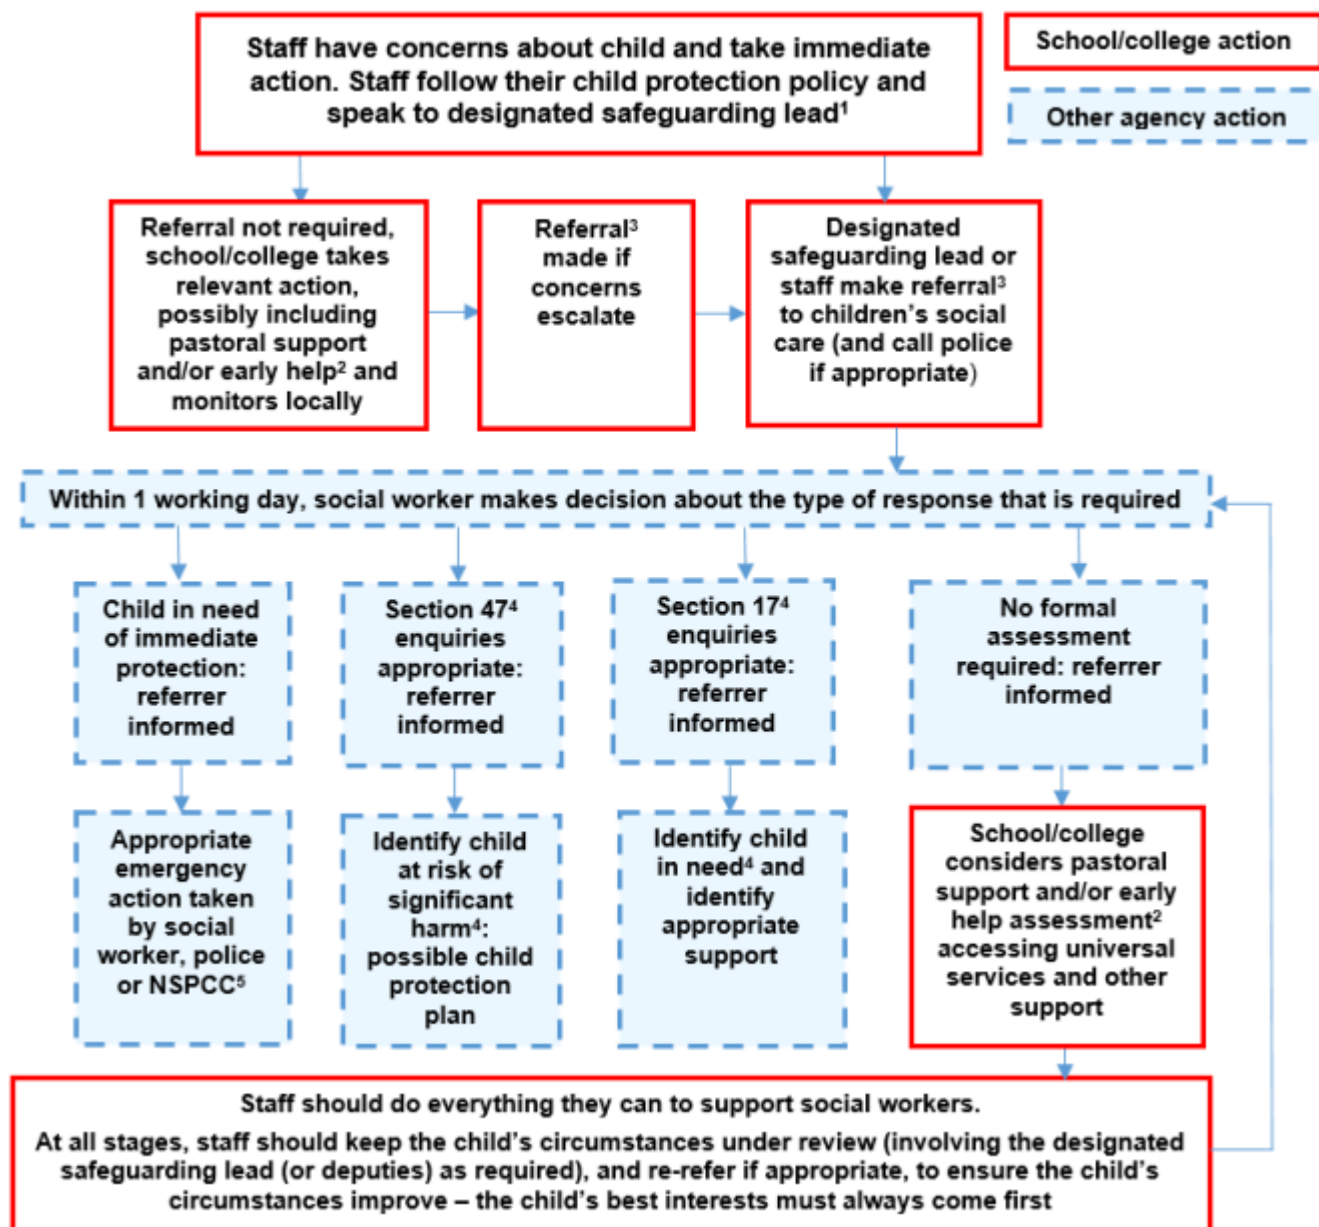 Staff have concerns about child and take immediate
action. Staff follow their child protection policy and
speak to designated safeguarding lead¹
School/college action
Other agency action
Referral not required,
school/college takes
relevant action,
possibly including
pastoral support
and/or early help² and
monitors locally
Referral³
made if
concerns
escalate
Designated
safeguarding lead or
staff make referral³
to children’s social
care (and call police
if appropriate)
Within 1 working day, social worker makes decision about the type of response that is required
Child in need
of immediate
protection:
referrer
informed
Section 47⁴
enquiries
appropriate:
referrer
informed
Section 17⁴
enquiries
appropriate:
referrer
informed
No formal
assessment
required: referrer
informed
Appropriate
emergency
action taken
by social
worker, police
or NSPCC⁵
Identify child
at risk of
significant
harm⁴:
possible child
protection
plan
Identify child
in need⁴ and
identify
appropriate
support
School/college
considers pastoral
support and/or early
help assessment²
accessing universal
services and other
support
Staff should do everything they can to support social workers.
At all stages, staff should keep the child’s circumstances under review (involving the designated
safeguarding lead (or deputies) as required), and re-refer if appropriate, to ensure the child’s
circumstances improve – the child’s best interests must always come first